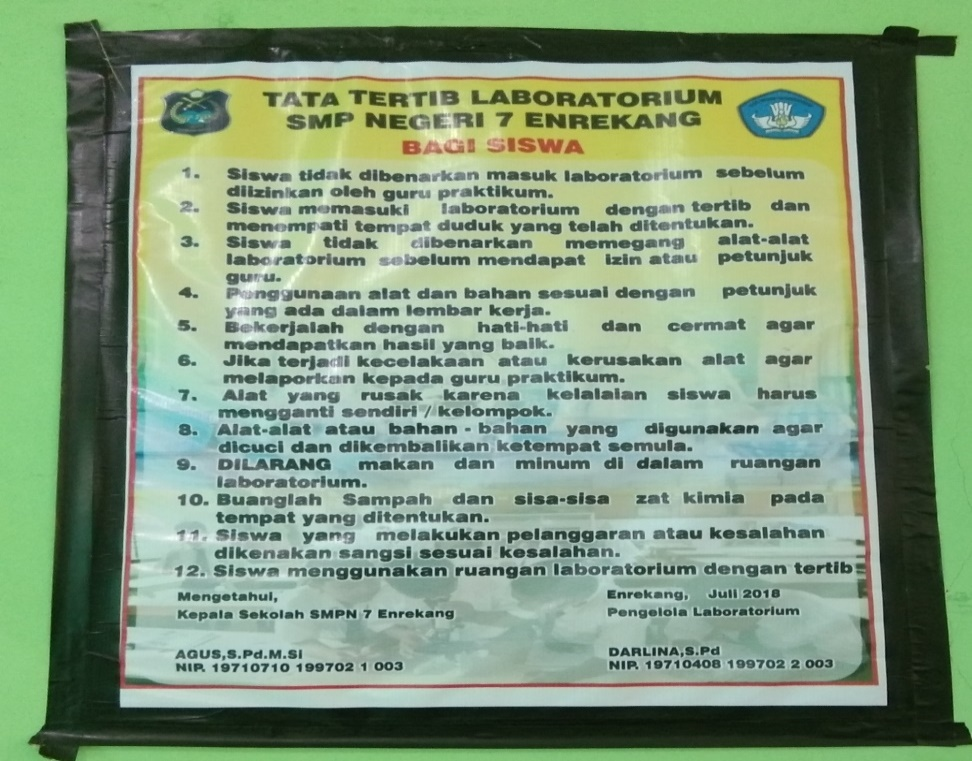 TATA TERTIB LABORATORIUM
SMP NEGERI 7 ENREKANG
BAGI SISWA
1. Siswa tidak dibenarkan masuk laboratorium sebelum
diizinkan oleh guru praktikum.
2. Siswa memasuki laboratorium dengan tertib dan
menempati tempat duduk yang telah ditentukan.
3. Siswa tidak dibenarkan memegang alat-alat
laboratorium sebelum mendapat izin atau petunjuk
guru.
4. Penggunaan alat dan bahan sesuai dengan petunjuk
yang ada dalam lembar kerja.
5. Bekerjalah dengan hati-hati dan cermat agar
mendapatkan hasil yang baik.
6. Jika terjadi kecelakaan atau kerusakan alat agar
melaporkan kepada guru praktikum.
7. Alat yang rusak karena kelalaian siswa harus
mengganti sendiri / kelompok.
8. Alat-alat atau bahan - bahan yang digunakan agar
dicuci dan dikembalikan ketempat semula.
9. DILARANG makan dan minum di dalam ruangan
laboratorium.
10. Buanglah Sampah dan sisa-sisa zat kimia pada
tempat yang ditentukan.
11. Siswa yang melakukan pelanggaran atau kesalahan
dikenakan sangsi sesuai kesalahan.
12. Siswa menggunakan ruangan laboratorium dengan tertib
Mengetahui,
Kepala Sekolah SMPN 7 Enrekang
AGUS,S.Pd.M.Si
NIP. 19710710 199702 1 003
Enrekang, Juli 2018
Pengelola Laboratorium
DARLINA,S.Pd
NIP. 19710408 199702 2 003